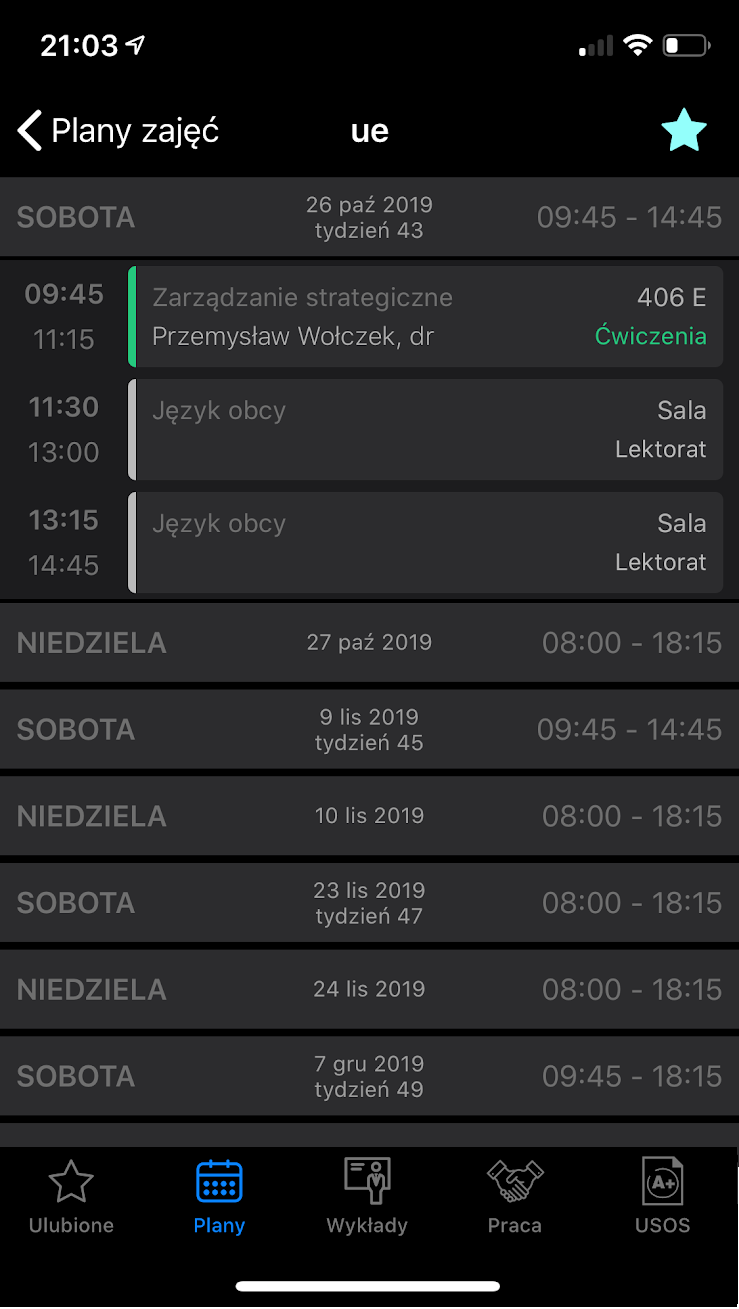 21:03
Plany zajęć
ue
SOBOTA
26 paź 2019
tydzień 43
09:45 - 14:45
09:45
11:15
Zarządzanie strategiczne
406 E
Przemysław Wołczek, dr
Ćwiczenia
11:30
13:00
Język obcy
Sala
Lektorat
13:15
14:45
Język obcy
Sala
Lektorat
NIEDZIELA
27 paź 2019
08:00 - 18:15
SOBOTA
9 lis 2019
tydzień 45
09:45 - 14:45
NIEDZIELA
10 lis 2019
08:00 - 18:15
SOBOTA
23 lis 2019
tydzień 47
08:00 - 18:15
NIEDZIELA
24 lis 2019
08:00 - 18:15
SOBOTA
7 gru 2019
tydzień 49
09:45 - 18:15
A+
Ulubione
Plany
Wykłady
Praca
USOS